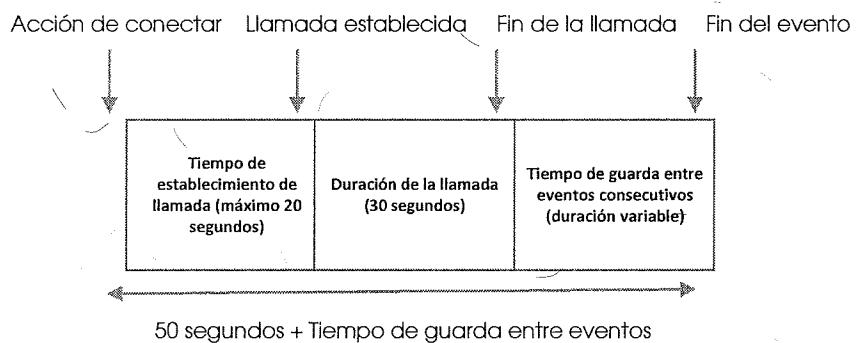 Acción de conectar Llamada establecida Fin de la llamada Fin del evento
Tiempo de
establecimiento de
llamada (máximo 20
segundos)
Duración de la llamada
(30 segundos)
Tiempo de guarda entre
eventos consecutivos
(duración variable)
50 segundos + Tiempo de guarda entre eventos